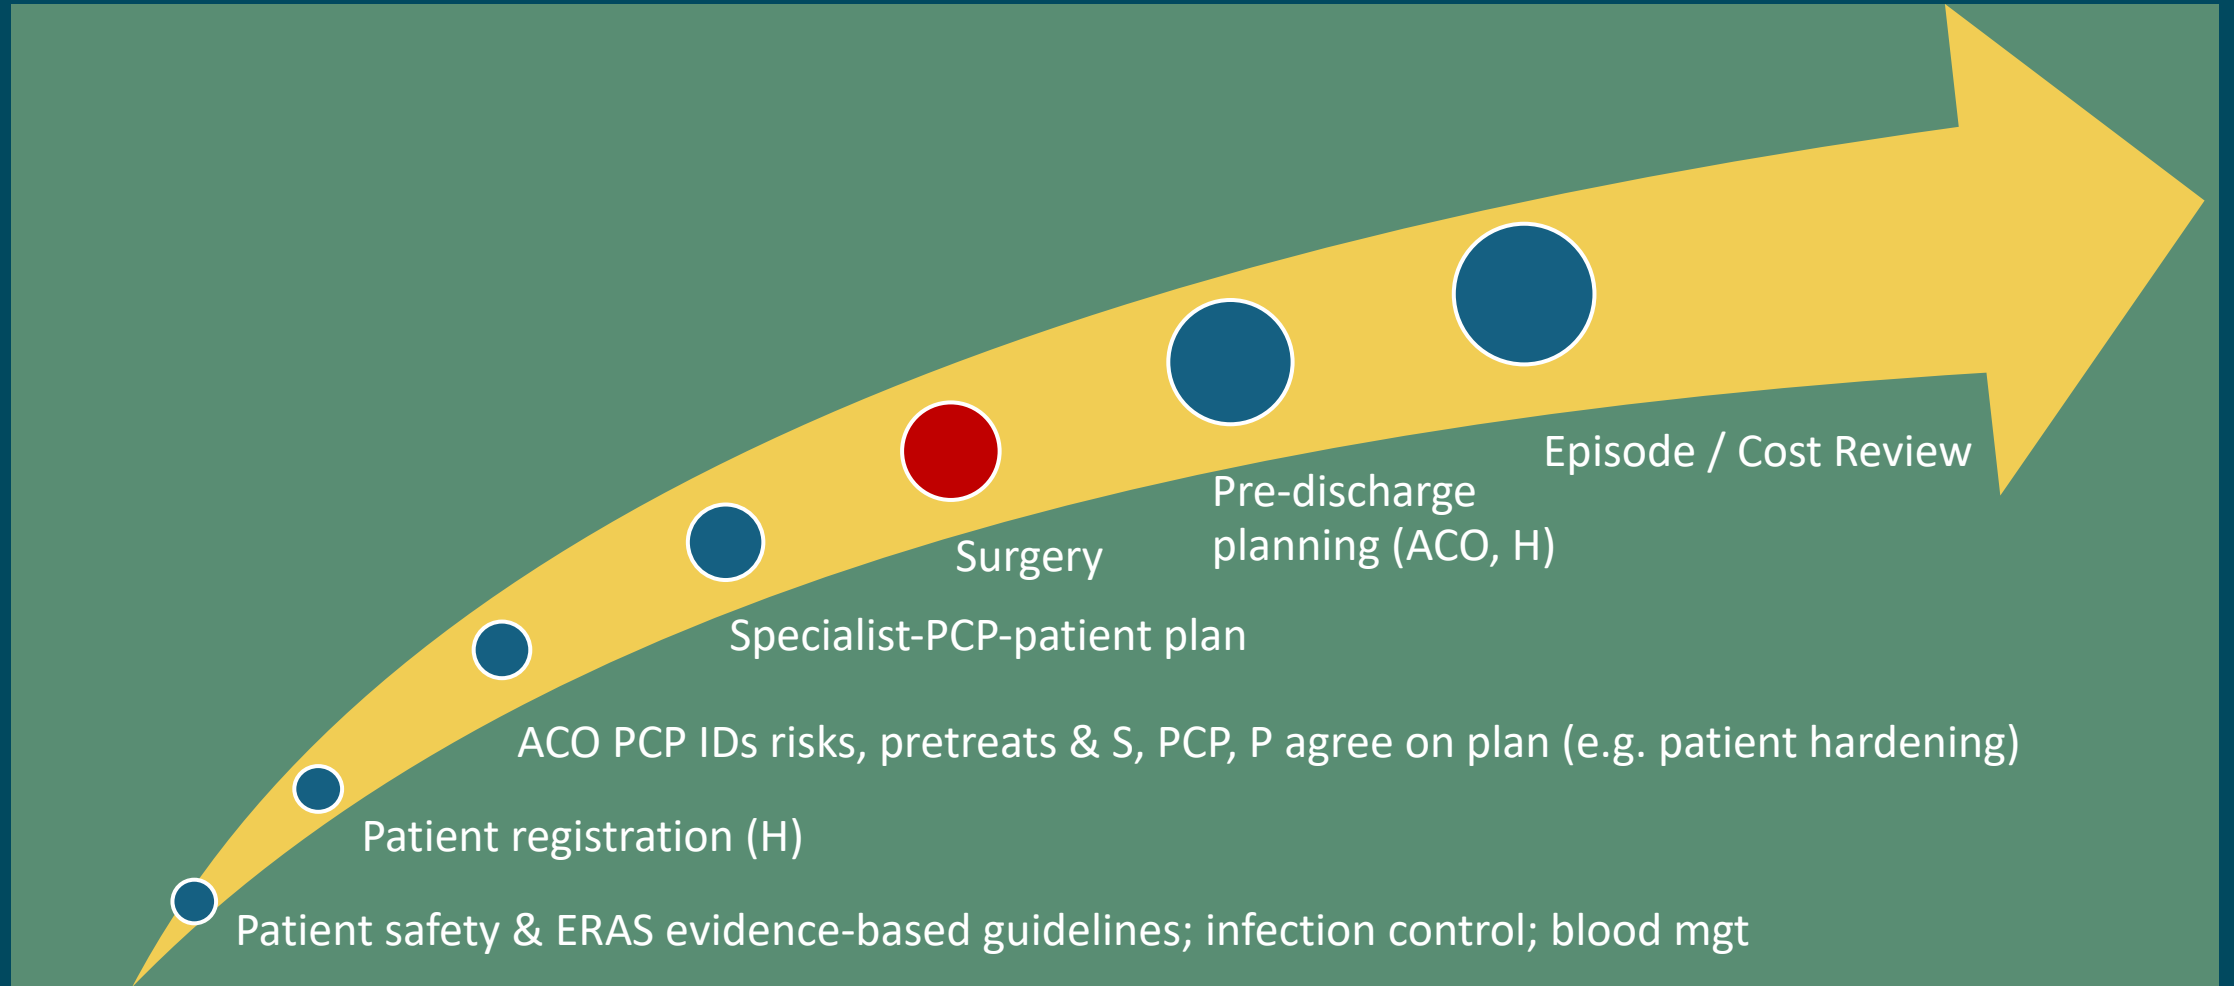 Episode / Cost Review
Pre-discharge
planning (ACO, H)
Surgery
Specialist-PCP-patient plan
ACO PCP IDs risks, pretreats & S, PCP, P agree on plan (e.g. patient hardening)
Patient registration (H)
Patient safety & ERAS evidence-based guidelines; infection control; blood mgt